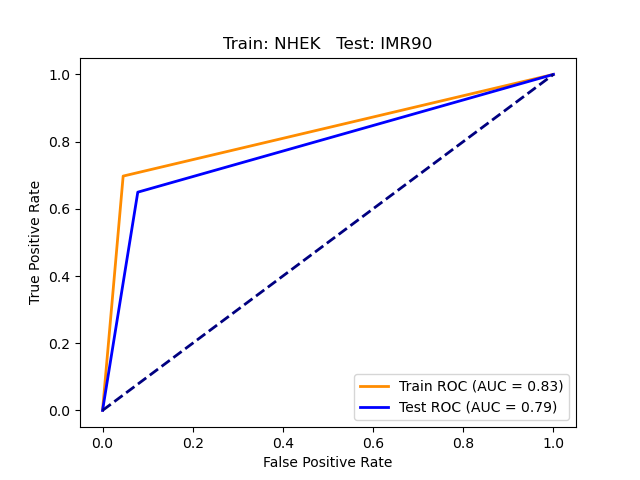 Train: NHEK   Test: IMR90
1.0
0.8
0.6
0.4
0.2
0.0
True Positive Rate
0.0 0.2 0.4 0.6 0.8 1.0
False Positive Rate
Train ROC (AUC = 0.83)
Test ROC (AUC = 0.79)